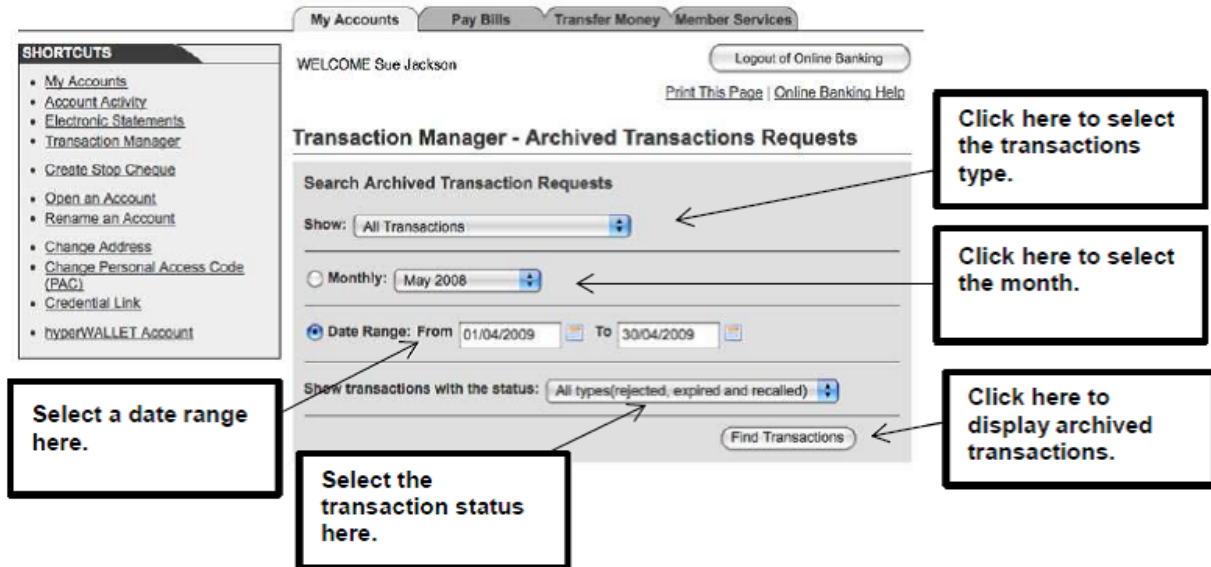 My Accounts
Pay Bills
Transfer Money
Member Services
SHORTCUTS
• My Accounts
• Account Activity
• Electronic Statements
• Transaction Manager
• Create Stop Cheque
• Open an Account
• Rename an Account
• Change Address
• Change Personal Access Code
(PAC)
• Credential Link
• hyperWALLET Account
WELCOME Sue Jackson
Logout of Online Banking
Print This Page | Online Banking Help
Transaction Manager - Archived Transactions Requests
Search Archived Transaction Requests
Show: All Transactions
Monthly: May 2008
Date Range: From 01/04/2009 To 30/04/2009
Show transactions with the status: All types(rejected, expired and recalled)
Find Transactions
Click here to select
the transactions
type.
Click here to select
the month.
Click here to
display archived
transactions.
Select a date range
here.
Select the
transaction status
here.